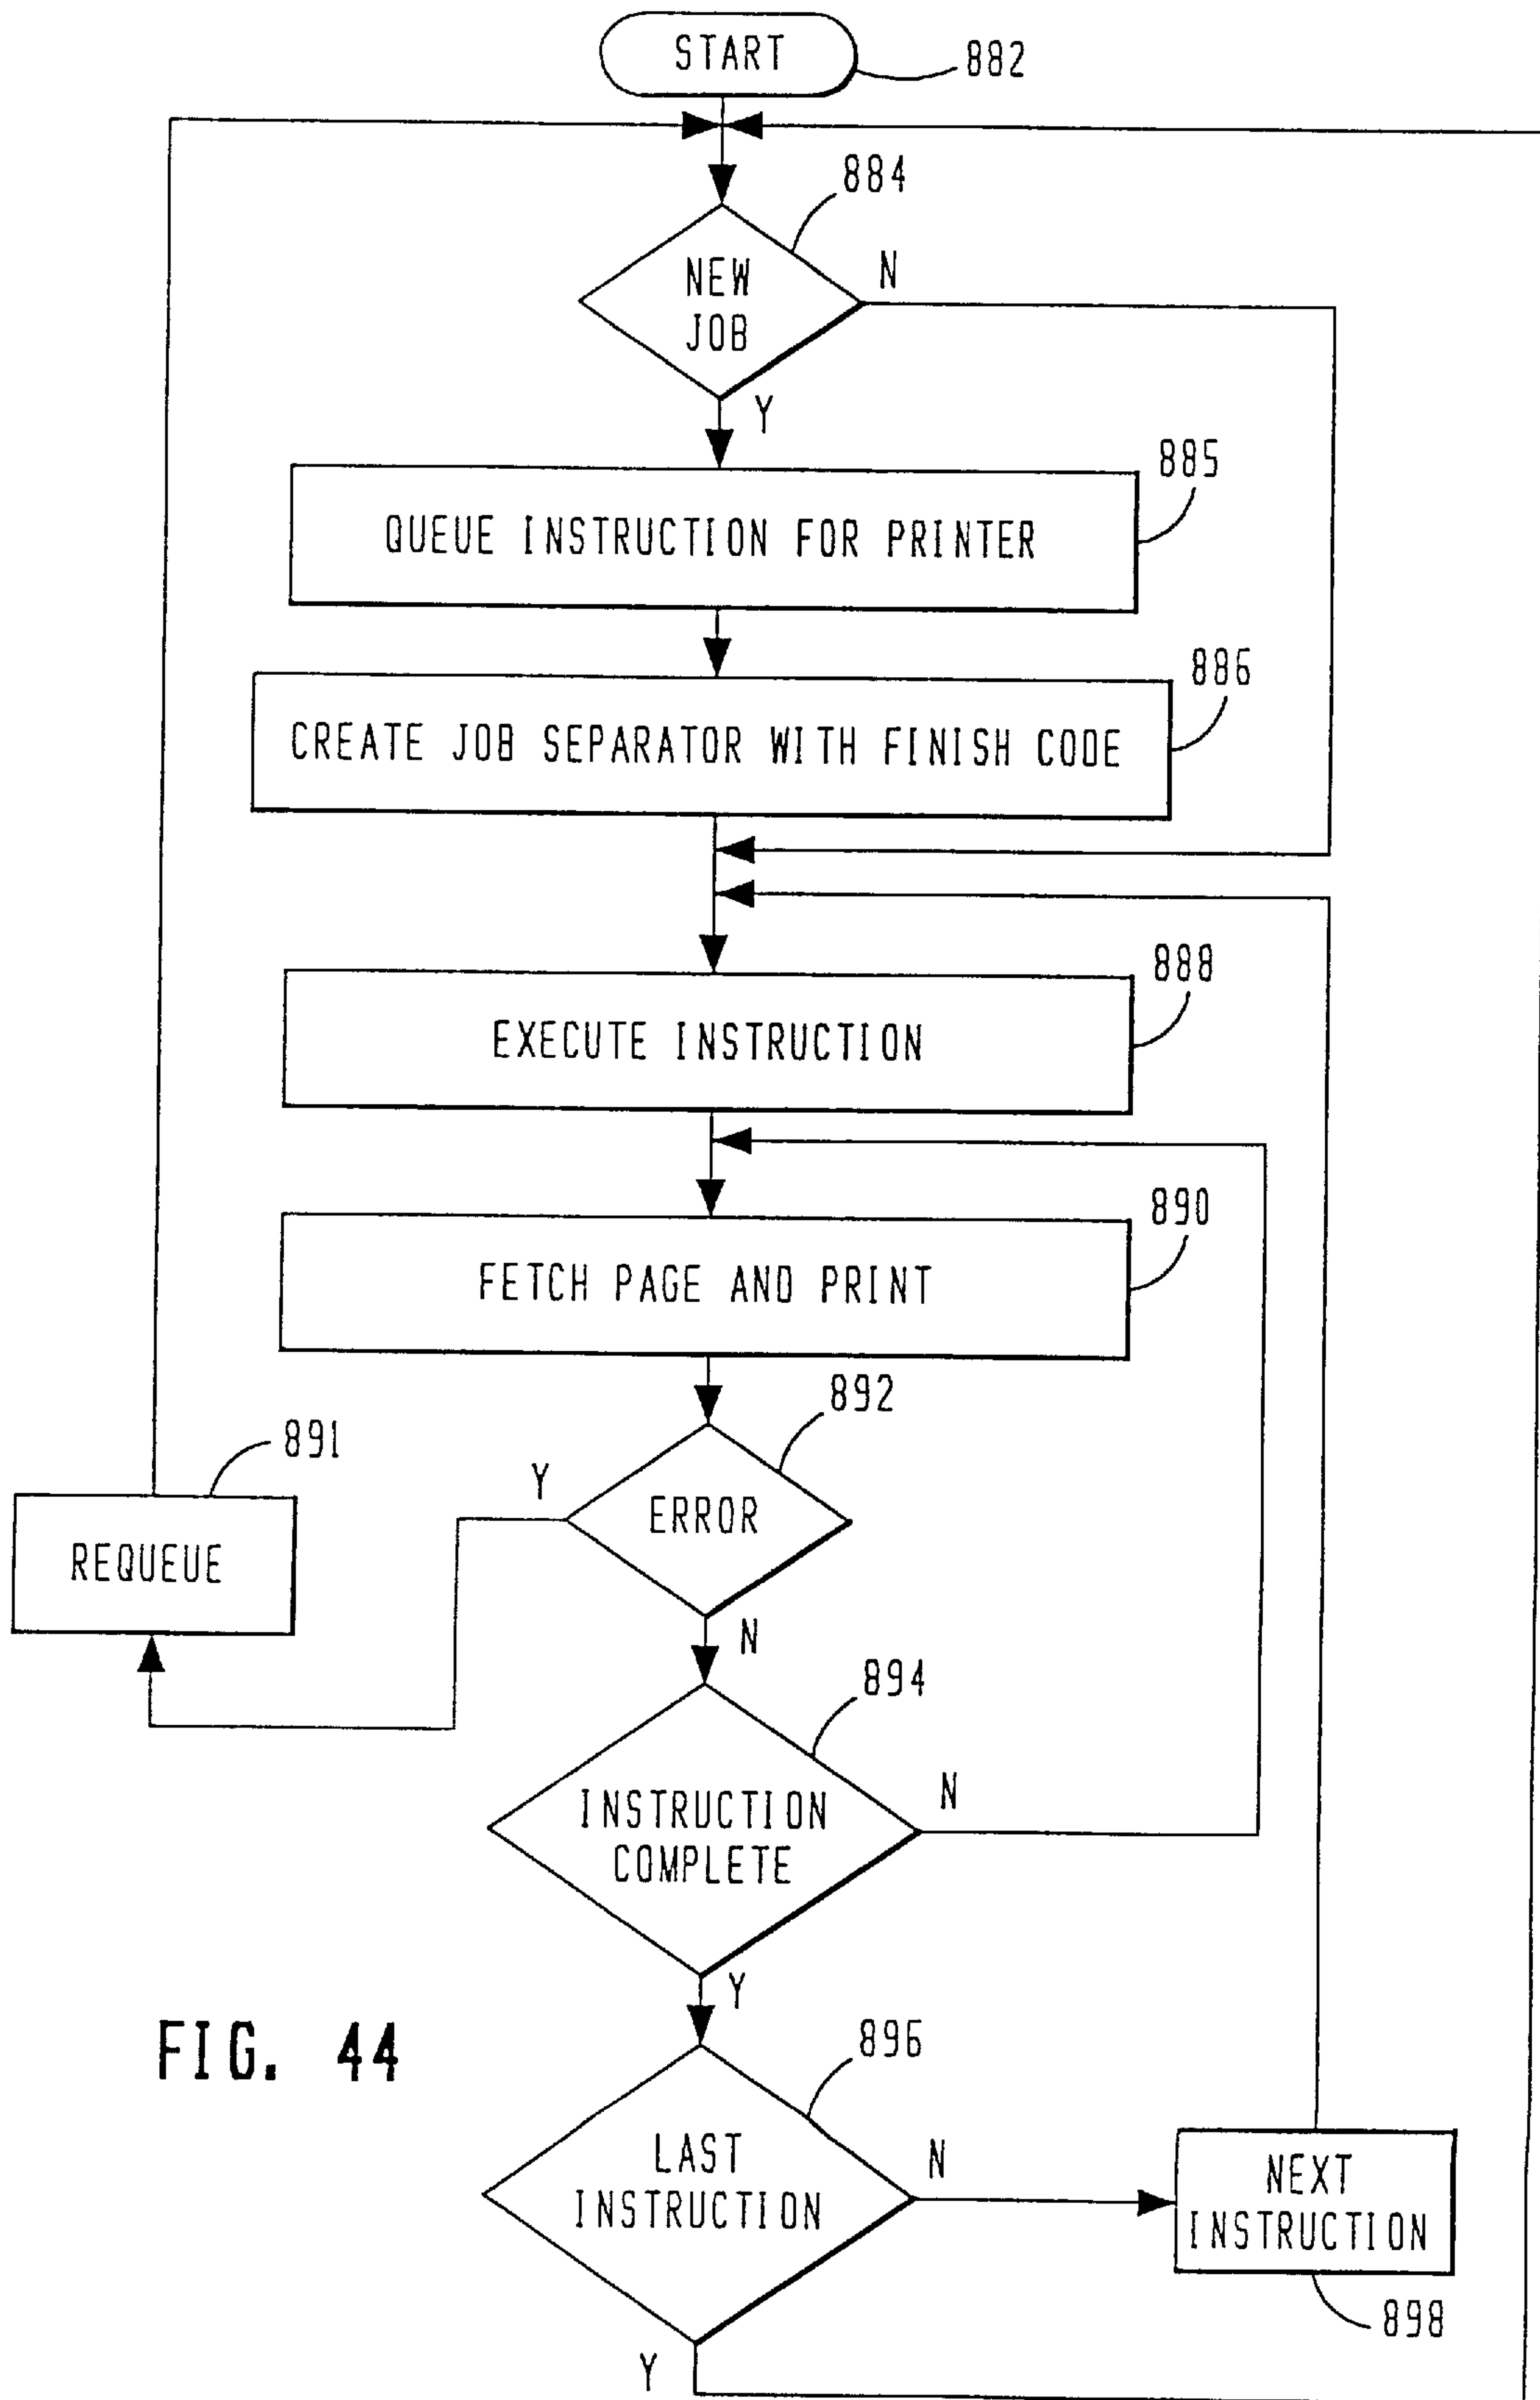 START
882
884
NEW
JOB
N
Y
885
QUEUE INSTRUCTION FOR PRINTER
886
CREATE JOB SEPARATOR WITH FINISH CODE
888
EXECUTE INSTRUCTION
890
FETCH PAGE AND PRINT
892
891
Y
ERROR
REQUEUE
N
894
INSTRUCTION
COMPLETE
N
Y
FIG. 44
896
LAST
INSTRUCTION
N
NEXT
INSTRUCTION
898
Y